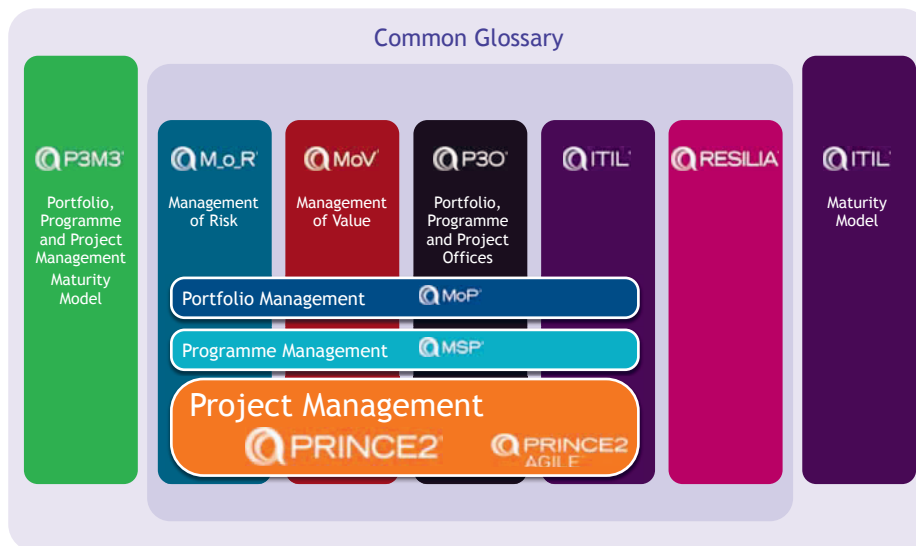 Common Glossary
P3M3®
Portfolio,
Programme
and Project
Management
Maturity
Model
M_o_R®
Management
of Risk
MoV®
Management
of Value
P3O®
Portfolio,
Programme
and Project
Offices
ITIL®
RESILIA™
ITIL®
Maturity
Model
Portfolio Management MoP®
Programme Management MSP®
Project Management
PRINCE2®
PRINCE2
AGILE®